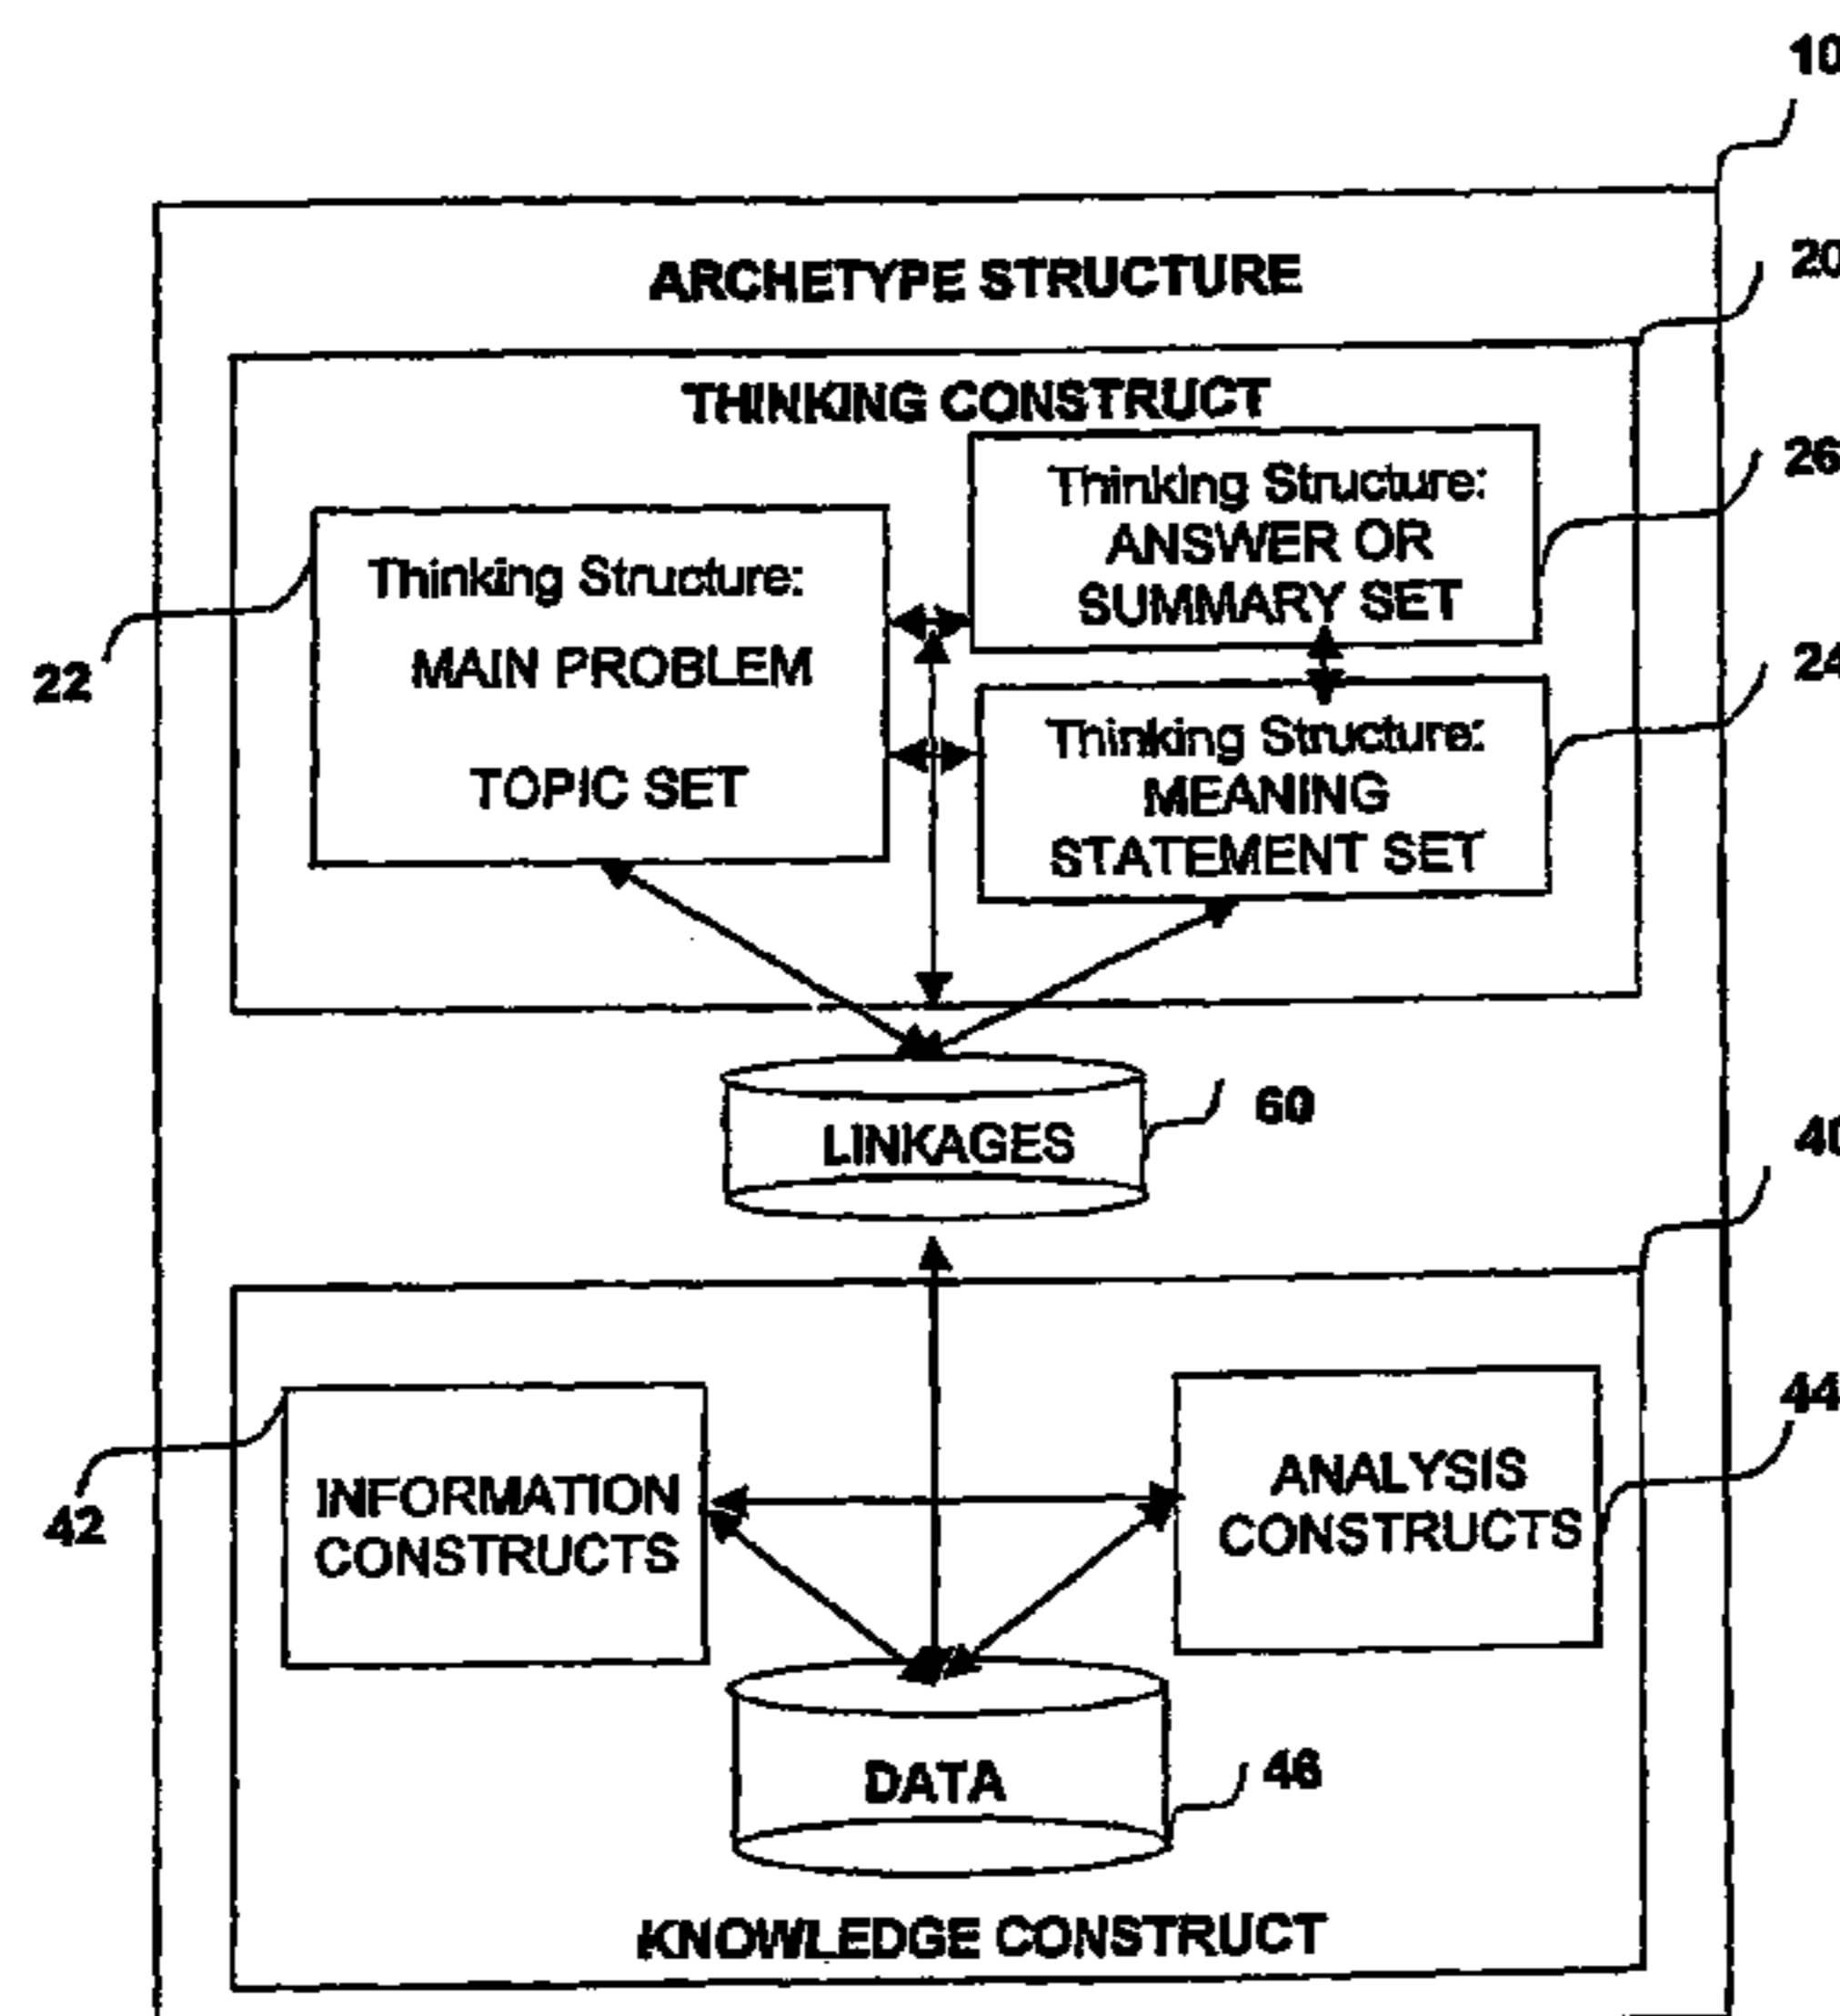 10
ARCHETYPE STRUCTURE
20
THINKING CONSTRUCT
Thinking Structure:
ANSWER OR
SUMMARY SET
26
Thinking Structure:
MAIN PROBLEM
TOPIC SET
22
Thinking Structure:
MEANING
STATEMENT SET
24
LINKAGES
60
40
INFORMATION
CONSTRUCTS
42
ANALYSIS
CONSTRUCTS
44
DATA
46
KNOWLEDGE CONSTRUCT